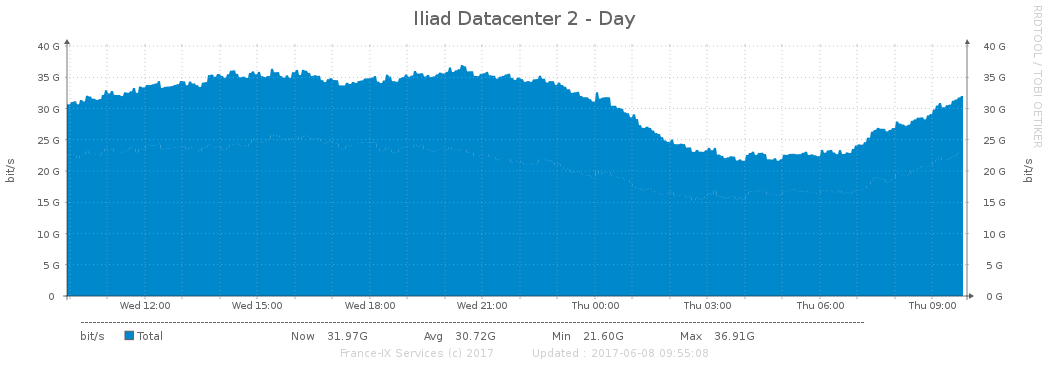 Iliad Datacenter 2 - Day
RRDTOOL / TOBI OETIKER
40 G 40 G
35 G 35 G
30 G 30 G
25 G 25 G
20 G 20 G
15 G 15 G
10 G 10 G
5 G 5 G
0 0 G
bit/s
bit/s
Wed 12:00 Wed 15:00 Wed 18:00 Wed 21:00 Thu 00:00 Thu 03:00 Thu 06:00 Thu 09:00
bit/s Total Now 31.97G Avg 30.72G Min 21.60G Max 36.91G
France-IX Services (c) 2017 Updated : 2017-06-08 09:55:08